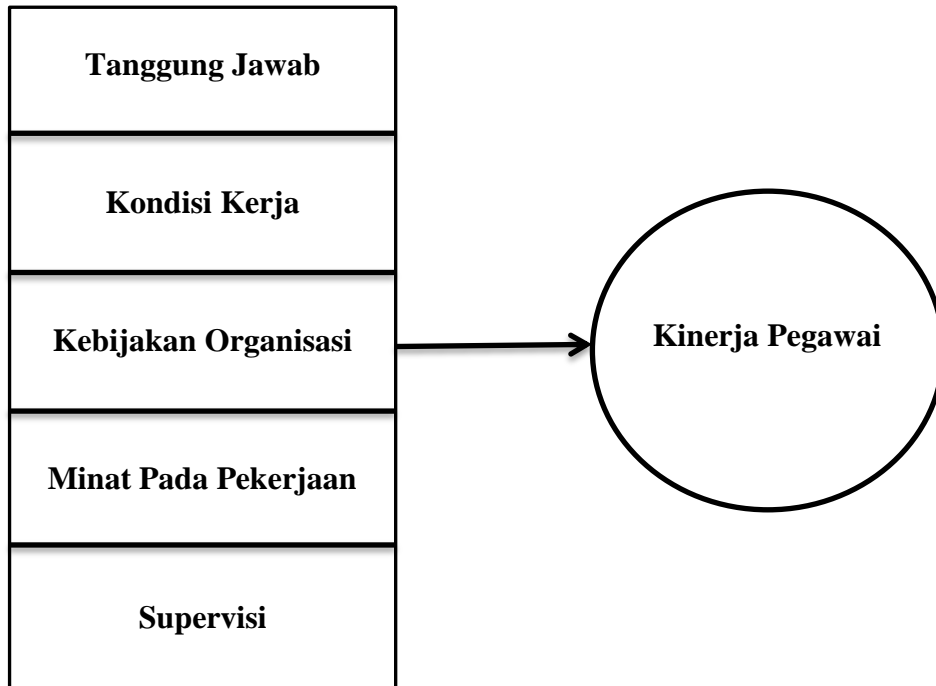 Tanggung Jawab
Kondisi Kerja
Kebijakan Organisasi
Kinerja Pegawai
Minat Pada Pekerjaan
Supervisi